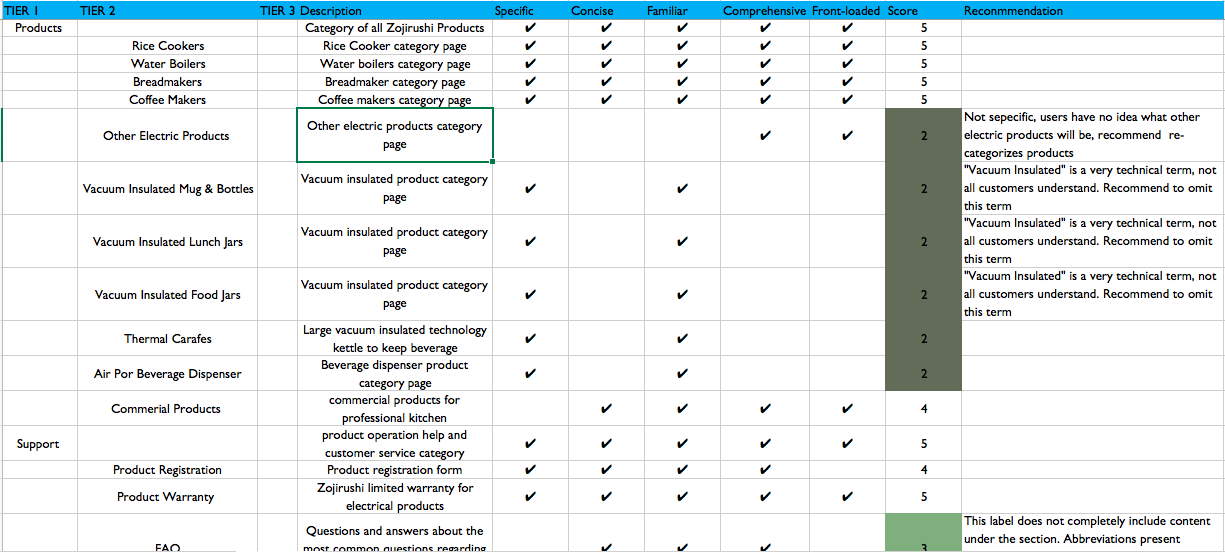 TIER 1 TIER 2 TIER 3 Description Specific Concise Familiar Comprehensive Front-loaded Score Reconmmendation
Products Category of all Zojirushi Products ✔ ✔ ✔ ✔ ✔ 5
Rice Cookers Rice Cooker category page ✔ ✔ ✔ ✔ ✔ 5
Water Boilers Water boilers category page ✔ ✔ ✔ ✔ ✔ 5
Breadmakers Breadmaker category page ✔ ✔ ✔ ✔ ✔ 5
Coffee Makers Coffee makers category page ✔ ✔ ✔ ✔ ✔ 5
Other Electric Products
Other electric products category
page
✔ ✔ 2
Not sepecific, users have no idea what other
electric products will be, recommend re-
categorizes products
Vacuum Insulated Mug & Bottles
Vacuum insulated product category
page
✔ ✔ 2
"Vacuum Insulated" is a very technical term, not
all customers understand. Recommend to omit
this term
Vacuum Insulated Lunch Jars
Vacuum insulated product category
page
✔ ✔ 2
"Vacuum Insulated" is a very technical term, not
all customers understand. Recommend to omit
this term
Vacuum Insulated Food Jars
Vacuum insulated product category
page
✔ ✔ 2
"Vacuum Insulated" is a very technical term, not
all customers understand. Recommend to omit
this term
Thermal Carafes
Large vacuum insulated technology
kettle to keep beverage
✔ ✔ 2
Air Por Beverage Dispenser
Beverage dispenser product
category page
✔ ✔ 2
Commerial Products
commercial products for
professional kitchen
✔ ✔ ✔ ✔ 4
Support
product operation help and
customer service category
✔ ✔ ✔ ✔ ✔ 5
Product Registration Product registration form ✔ ✔ ✔ ✔ 4
Product Warranty
Zojirushi limited warranty for
electrical products
✔ ✔ ✔ ✔ ✔ 5
FAQ
Questions and answers about the
most common questions regarding
✔ ✔ ✔ 3
This label does not completely include content
under the section. Abbreviations present